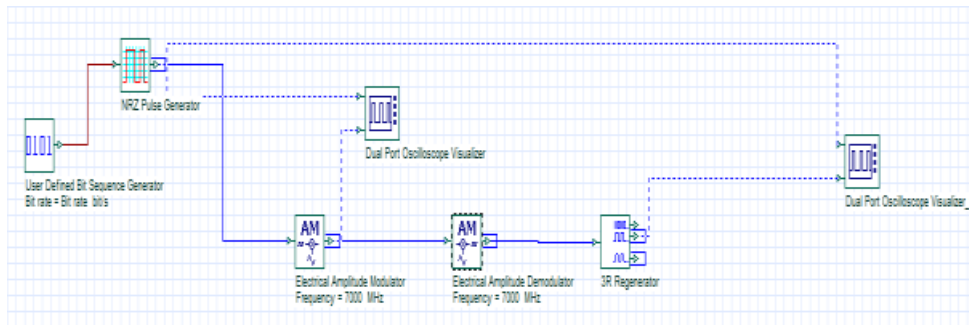 NRZ Pulse Generator
Dual Port Oscilloscope Visualizer
User Defined Bit Sequence Generator
Bit rate = Bit rate bit/s
Dual Port Oscilloscope Visualizer_
AM
Electrical Amplitude Modulator
Frequency = 7000 MHz
AM
Electrical Amplitude Demodulator
Frequency = 7000 MHz
3R Regenerator